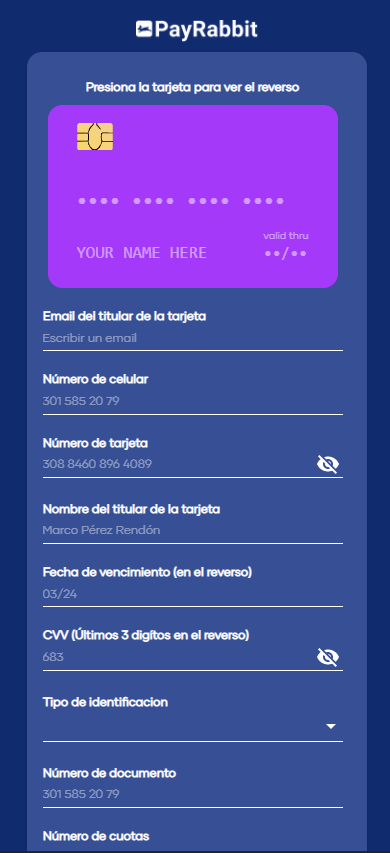 PayRabbit
Presiona la tarjeta para ver el reverso
•••• •••• •••• ••••
valid thru
YOUR NAME HERE ••/••
Email del titular de la tarjeta
Escribir un email
Número de celular
301 585 20 79
Número de tarjeta
308 8460 896 4089
Nombre del titular de la tarjeta
Marco Pérez Rendón
Fecha de vencimiento (en el reverso)
03/24
CVV (Últimos 3 digítos en el reverso)
683
Tipo de identificacion
Número de documento
301 585 20 79
Número de cuotas